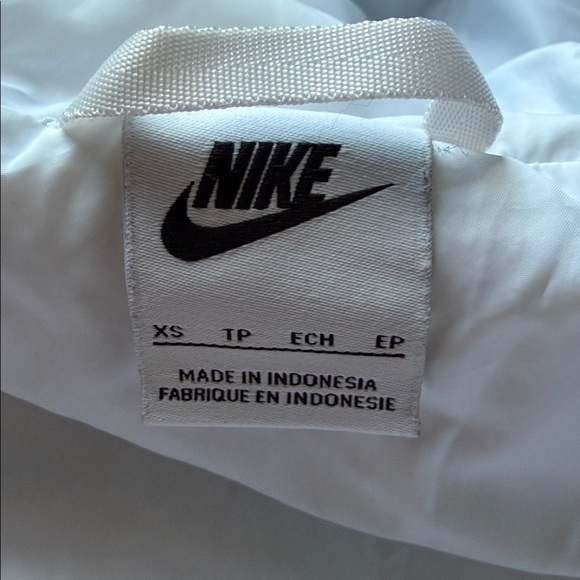 NIKE
XS TP ECH EP
MADE IN INDONESIA
FABRIQUE EN INDONESIE